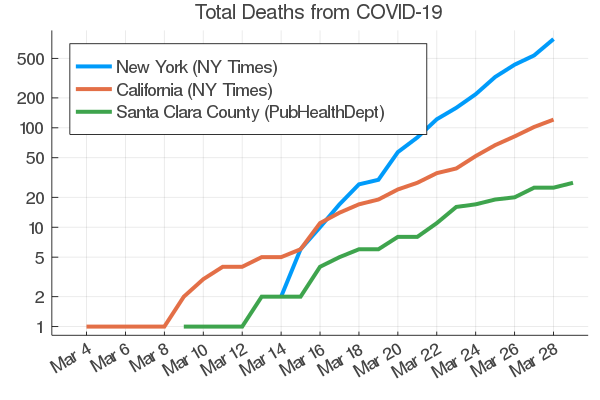 Total Deaths from COVID-19
New York (NY Times)
California (NY Times)
Santa Clara County (PubHealthDept)
500
200
100
50
20
10
5
2
1
Mar 4
Mar 6
Mar 8
Mar 10
Mar 12
Mar 14
Mar 16
Mar 18
Mar 20
Mar 22
Mar 24
Mar 26
Mar 28